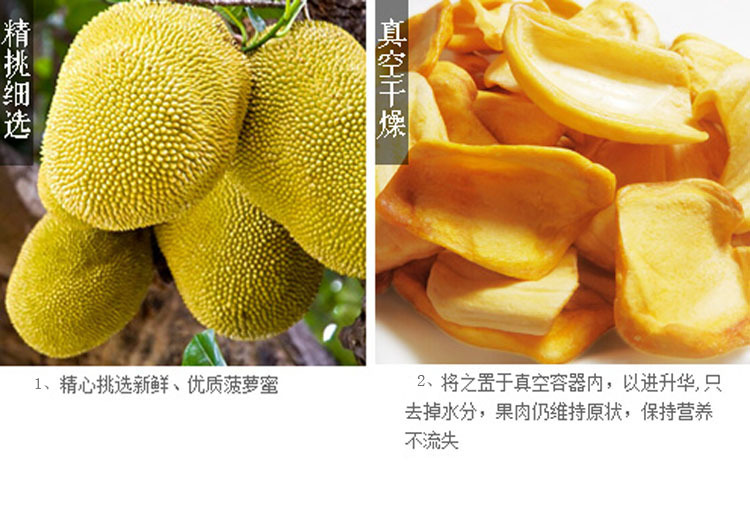 精挑细选
真空干燥
1、精心挑选新鲜、优质菠萝蜜
2、将之置于真空容器内，以进升华,只
去掉水分，果肉仍维持原状，保持营养
不流失